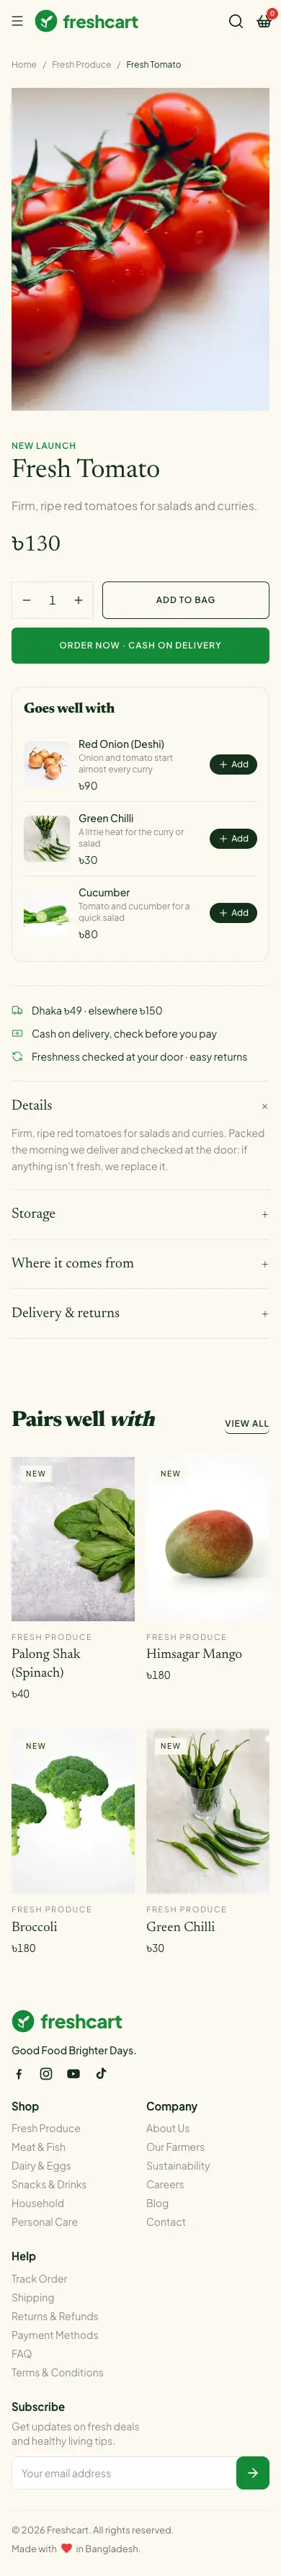 freshcart
0
Home / Fresh Produce / Fresh Tomato
NEW LAUNCH
Fresh Tomato
Firm, ripe red tomatoes for salads and curries.
৳130
1
ADD TO BAG
ORDER NOW · CASH ON DELIVERY
Goes well with
Red Onion (Deshi)
Onion and tomato start
almost every curry
৳90
+ Add
Green Chilli
A little heat for the curry or
salad
৳30
+ Add
Cucumber
Tomato and cucumber for a
quick salad
৳80
+ Add
Dhaka ৳49 · elsewhere ৳150
Cash on delivery, check before you pay
Freshness checked at your door · easy returns
Details
Firm, ripe red tomatoes for salads and curries. Packed
the morning we deliver and checked at the door: if
anything isn't fresh, we replace it.
Storage
Where it comes from
Delivery & returns
Pairs well with
VIEW ALL
NEW
FRESH PRODUCE
Palong Shak
(Spinach)
৳40
NEW
FRESH PRODUCE
Himsagar Mango
৳180
NEW
FRESH PRODUCE
Broccoli
৳180
NEW
FRESH PRODUCE
Green Chilli
৳30
freshcart
Good Food Brighter Days.
Shop
Fresh Produce
Meat & Fish
Dairy & Eggs
Snacks & Drinks
Household
Personal Care
Company
About Us
Our Farmers
Sustainability
Careers
Blog
Contact
Help
Track Order
Shipping
Returns & Refunds
Payment Methods
FAQ
Terms & Conditions
Subscribe
Get updates on fresh deals
and healthy living tips.
Your email address
© 2026 Freshcart. All rights reserved.
Made with ❤ in Bangladesh.